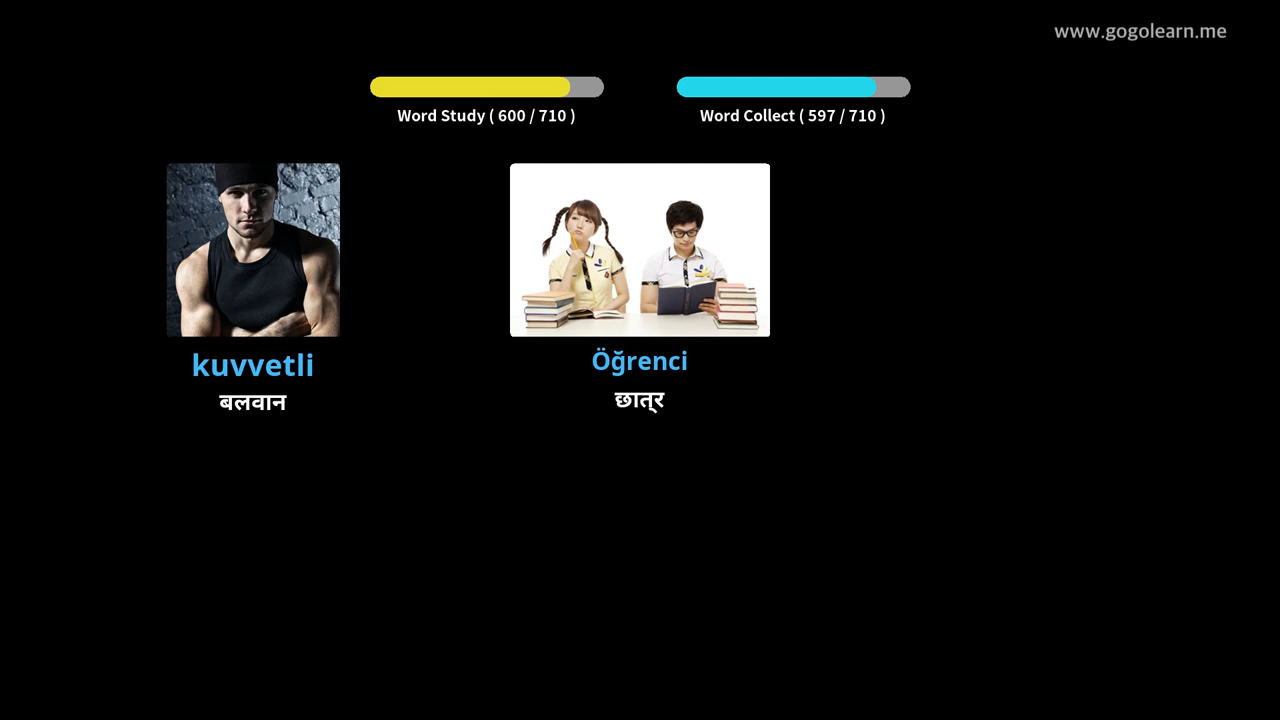 www.gogolearn.me
Word Study ( 600 / 710 )
Word Collect ( 597 / 710 )
kuvvetli
बलवान
Öğrenci
छात्र